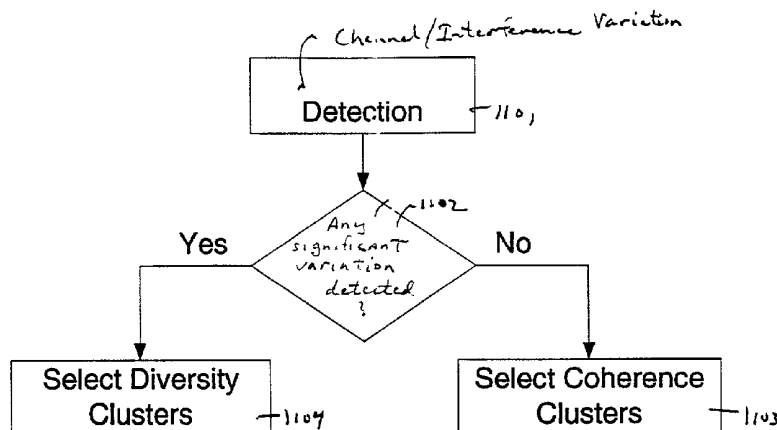 Channel/Interference Variation
Detection
1101
1102
Any
significant
variation
detected
?
Yes
No
Select Diversity
Clusters
1104
Select Coherence
Clusters
1103